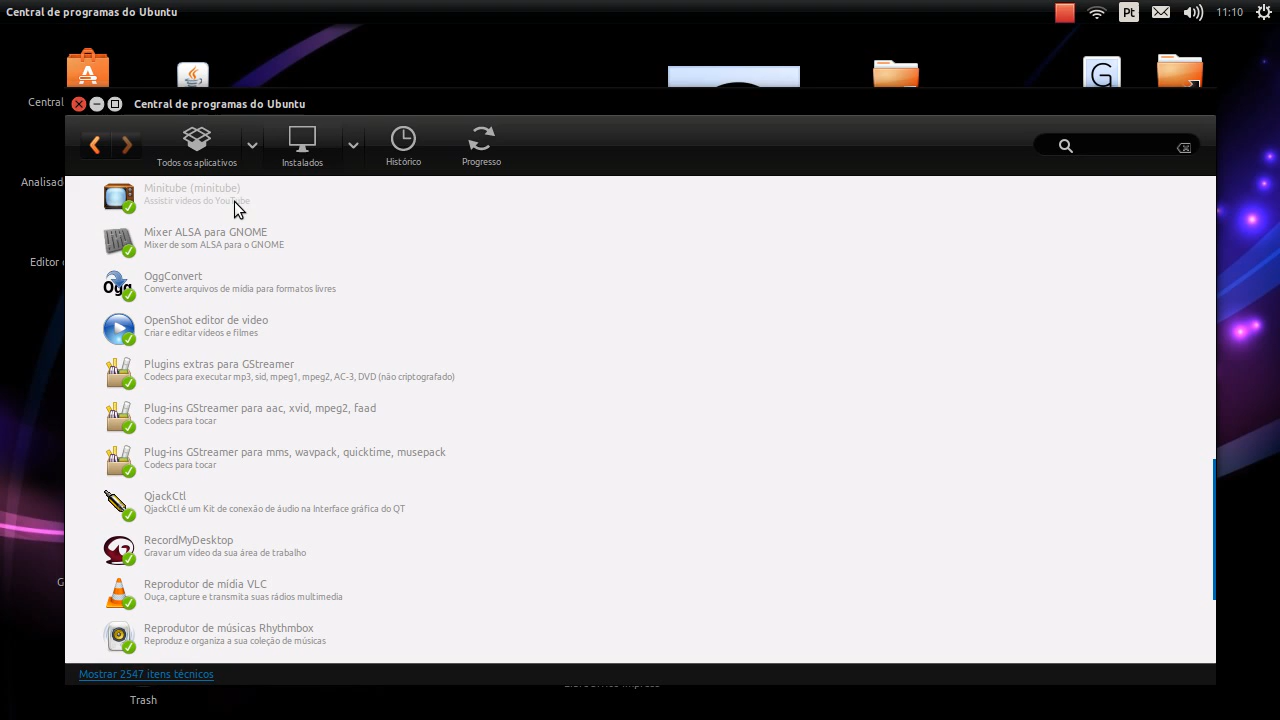 Central de programas do Ubuntu
Pt
11:10
Central
Analisad
Editor
G
Central de programas do Ubuntu
Todos os aplicativos
Instalados
Histórico
Progresso
Minitube (minitube)
Assistir vídeos do YouTube
Mixer ALSA para GNOME
Mixer de som ALSA para o GNOME
Ogg
OggConvert
Converte arquivos de mídia para formatos livres
OpenShot editor de video
Criar e editar vídeos e filmes
Plugins extras para GStreamer
Codecs para executar mp3, sid, mpeg1, mpeg2, AC-3, DVD (não criptografado)
Plug-ins GStreamer para aac, xvid, mpeg2, faad
Codecs para tocar
Plug-ins GStreamer para mms, wavpack, quicktime, musepack
Codecs para tocar
QjackCtl
QjackCtl é um Kit de conexão de áudio na Interface gráfica do QT
RecordMyDesktop
Gravar um vídeo da sua área de trabalho
Reprodutor de mídia VLC
Ouça, capture e transmita suas rádios multimedia
Reprodutor de músicas Rhythmbox
Reproduz e organiza a sua coleção de músicas
Mostrar 2547 itens técnicos
G
Trash